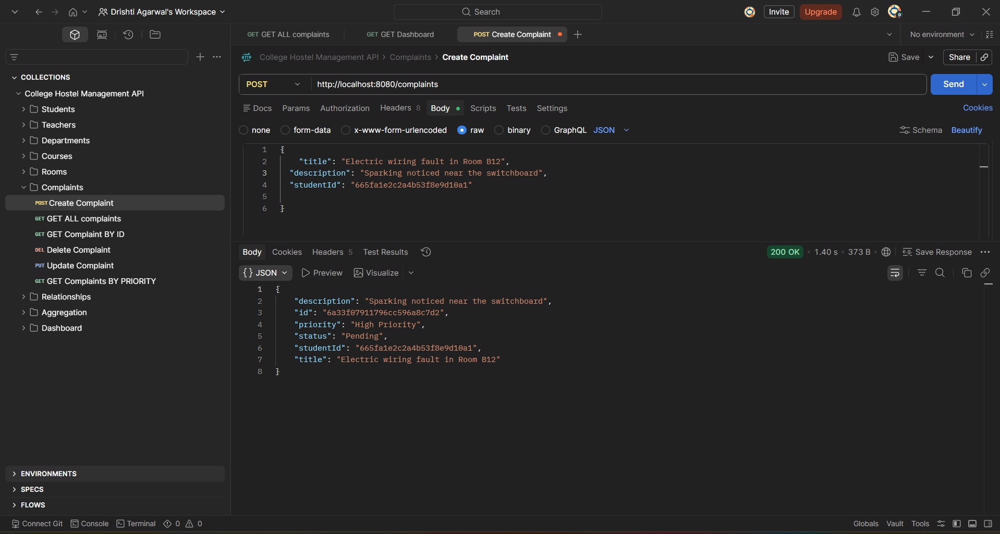 Drishti Agarwal's Workspace
Search
Invite
Upgrade
GET GET ALL complaints
GET GET Dashboard
POST Create Complaint
No environment
HTTP College Hostel Management API > Complaints > Create Complaint
Save
Share
COLLECTIONS
College Hostel Management API
Students
Teachers
Departments
Courses
Rooms
Complaints
POST Create Complaint
GET GET ALL complaints
GET GET Complaint BY ID
DEL Delete Complaint
PUT Update Complaint
GET GET Complaints BY PRIORITY
Relationships
Aggregation
Dashboard
ENVIRONMENTS
SPECS
FLOWS
POST http://localhost:8080/complaints
Send
Docs Params Authorization Headers 8 Body Scripts Tests Settings
Cookies
none form-data x-www-form-urlencoded raw binary GraphQL JSON
Schema Beautify
1 {
2 "title": "Electric wiring fault in Room B12",
3 "description": "Sparking noticed near the switchboard",
4 "studentId": "665fa1e2c2a4b53f8e9d10a1"
5
6 }
Body Cookies Headers 5 Test Results
200 OK • 1.40 s • 373 B • e.g. Save Response
{} JSON Preview Visualize
1 {
2 "description": "Sparking noticed near the switchboard",
3 "id": "6a33f07911796cc596a8c7d2",
4 "priority": "High Priority",
5 "status": "Pending",
6 "studentId": "665fa1e2c2a4b53f8e9d10a1",
7 "title": "Electric wiring fault in Room B12"
8 }
Connect Git Console Terminal 0 0
Globals Vault Tools